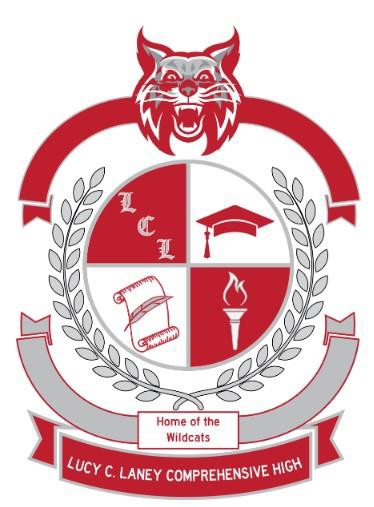 L
C
L
Home of the
Wildcats
LUCY C. LANEY COMPREHENSIVE HIGH